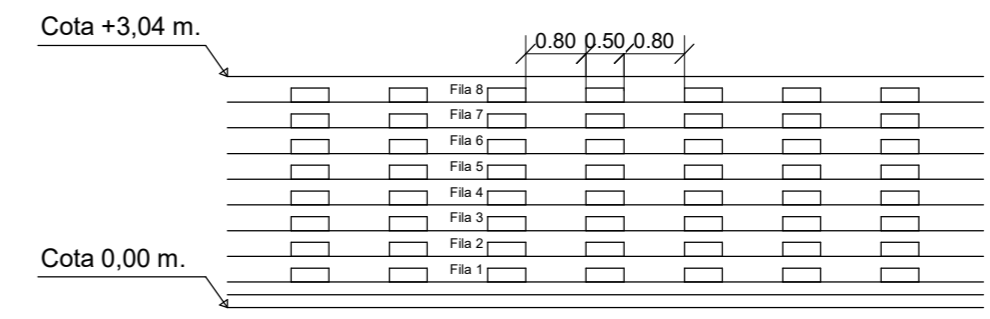 Cota +3,04 m.
0.80 0.50 0.80
Fila 8
Fila 7
Fila 6
Fila 5
Fila 4
Fila 3
Fila 2
Cota 0,00 m.
Fila 1